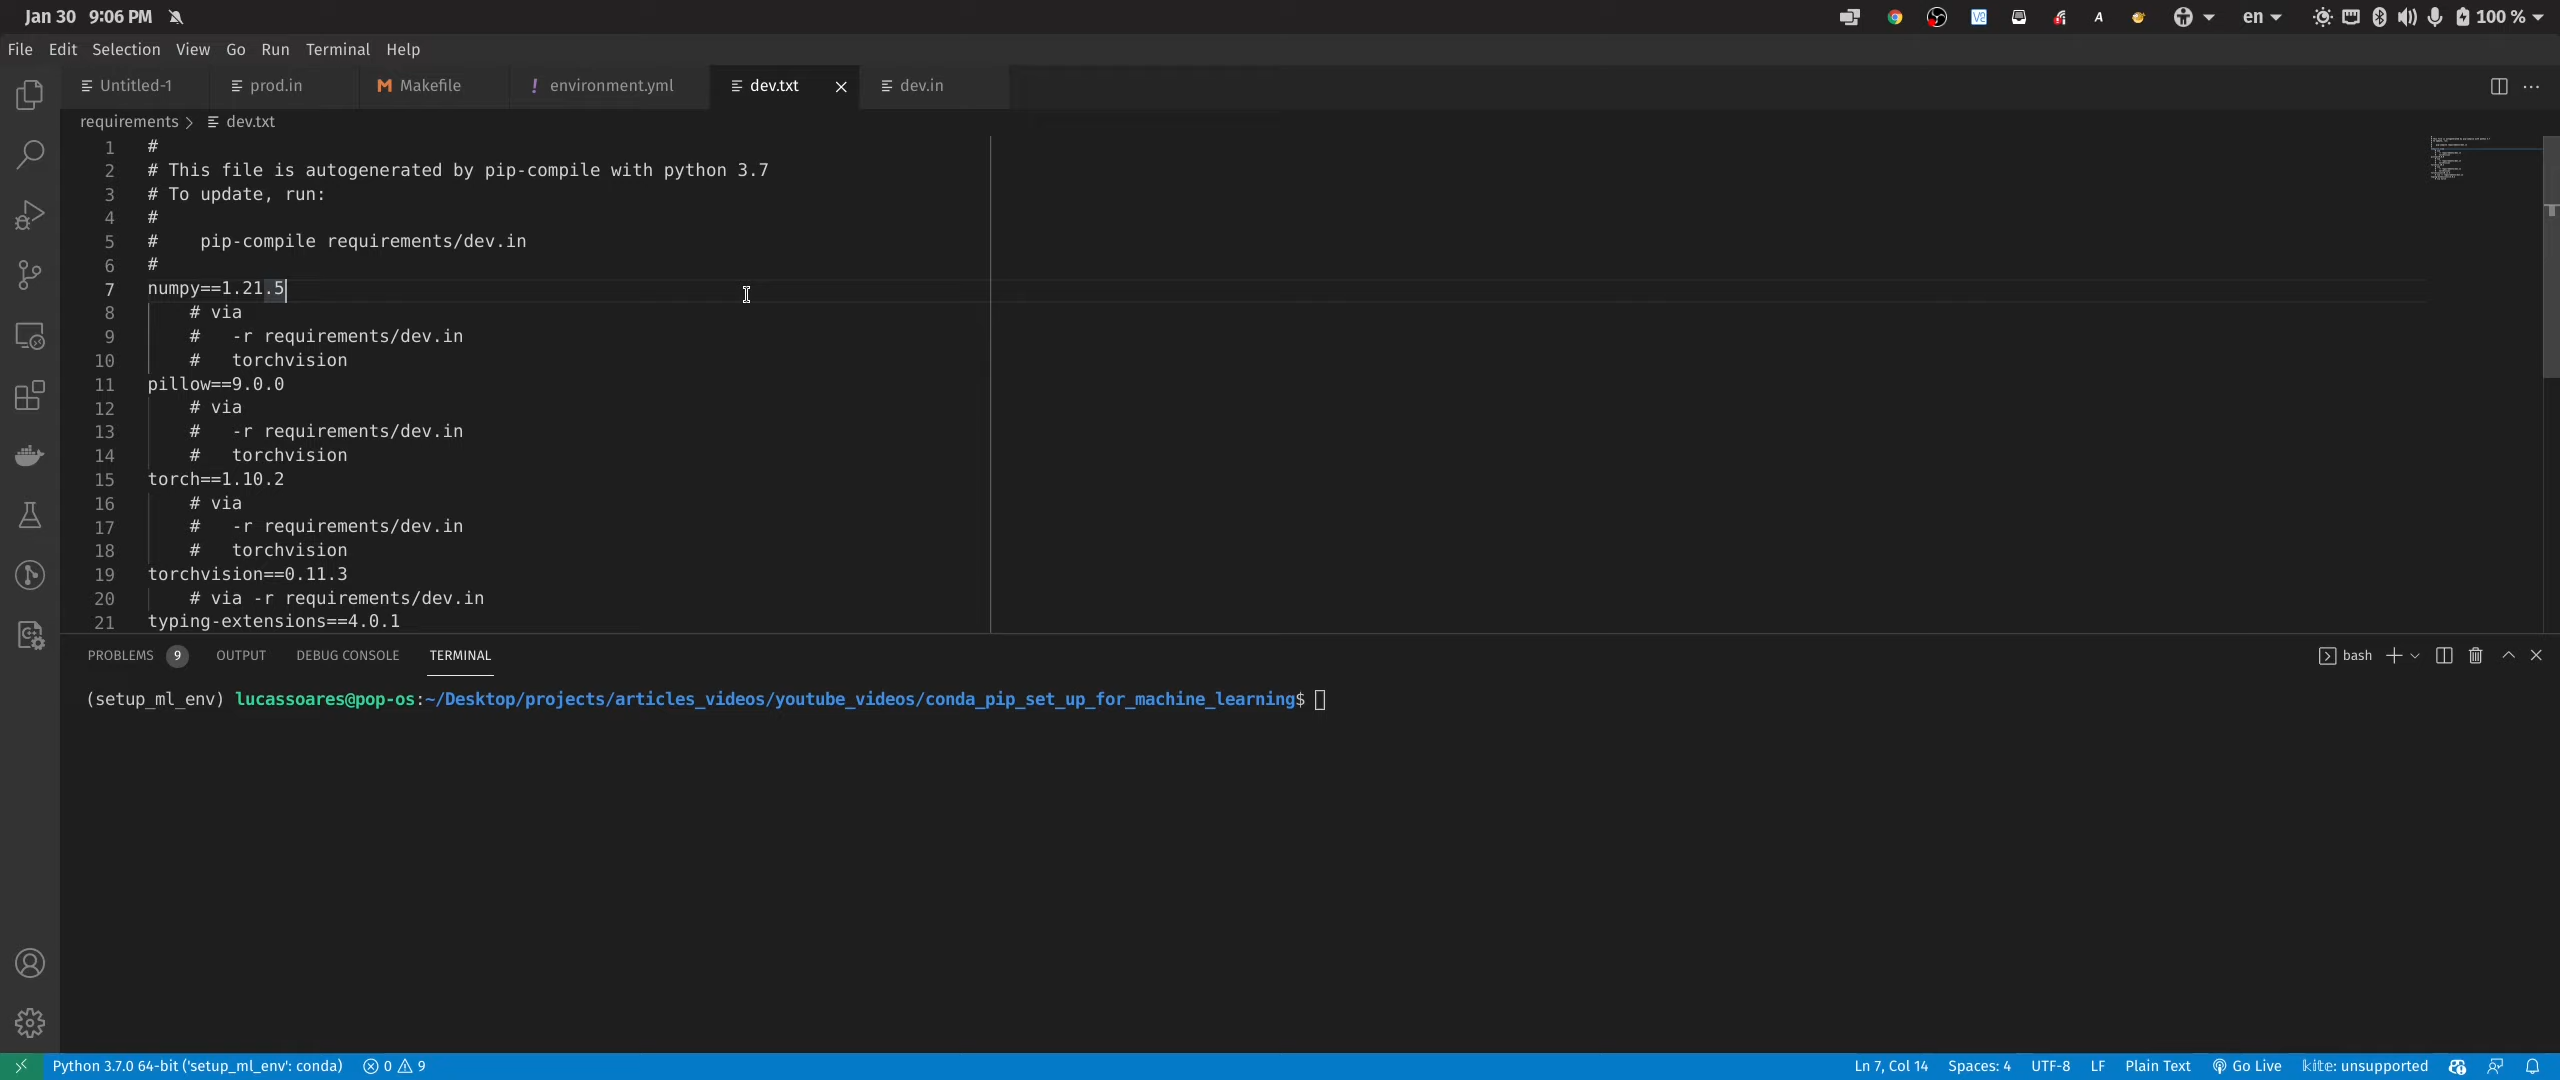 Jan 30 9:06 PM
en
100 %
File Edit Selection View Go Run Terminal Help
Untitled-1
prod.in
M Makefile
! environment.yml
dev.txt
dev.in
requirements > dev.txt
1 #
2 # This file is autogenerated by pip-compile with python 3.7
3 # To update, run:
4 #
5 #    pip-compile requirements/dev.in
6 #
7 numpy==1.21.5
8     # via
9     #   -r requirements/dev.in
10     #   torchvision
11 pillow==9.0.0
12     # via
13     #   -r requirements/dev.in
14     #   torchvision
15 torch==1.10.2
16     # via
17     #   -r requirements/dev.in
18     #   torchvision
19 torchvision==0.11.3
20     # via -r requirements/dev.in
21 typing-extensions==4.0.1
PROBLEMS 9 OUTPUT DEBUG CONSOLE TERMINAL
bash
(setup_ml_env) lucassoares@pop-os:~/Desktop/projects/articles_videos/youtube_videos/conda_pip_set_up_for_machine_learning$
Python 3.7.0 64-bit ('setup_ml_env': conda) 0 9
Ln 7, Col 14 Spaces: 4 UTF-8 LF Plain Text Go Live kite: unsupported